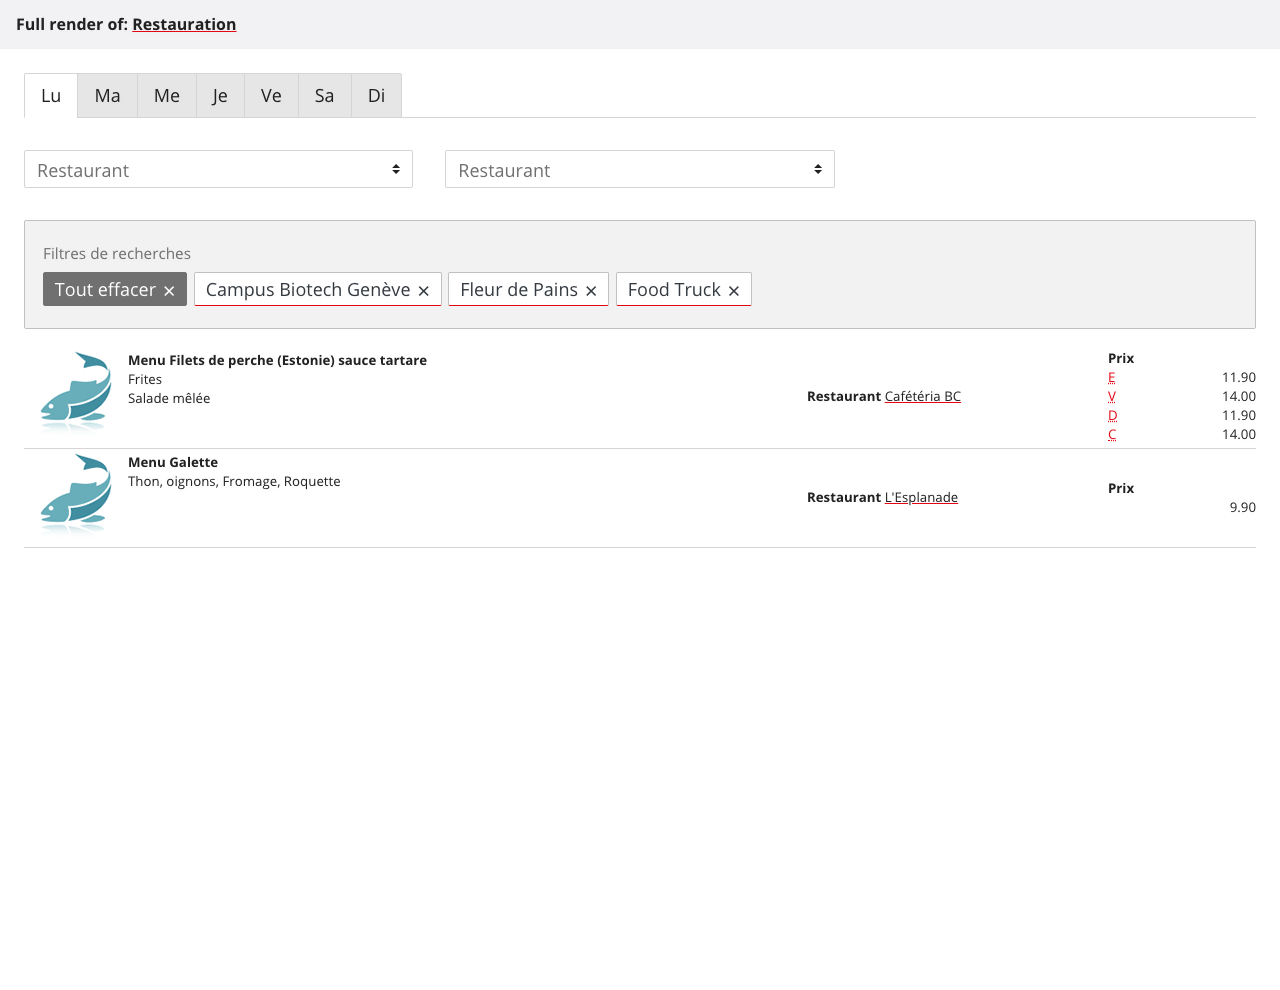 Full render of: Restauration
Lu Ma Me Je Ve Sa Di
Restaurant Restaurant
Filtres de recherches
Tout effacer × Campus Biotech Genève × Fleur de Pains × Food Truck ×
Menu Filets de perche (Estonie) sauce tartare
Frites
Salade mêlée
Restaurant Cafétéria BC
Prix
E 11.90
V 14.00
D 11.90
C 14.00
Menu Galette
Thon, oignons, Fromage, Roquette
Restaurant L'Esplanade
Prix
9.90